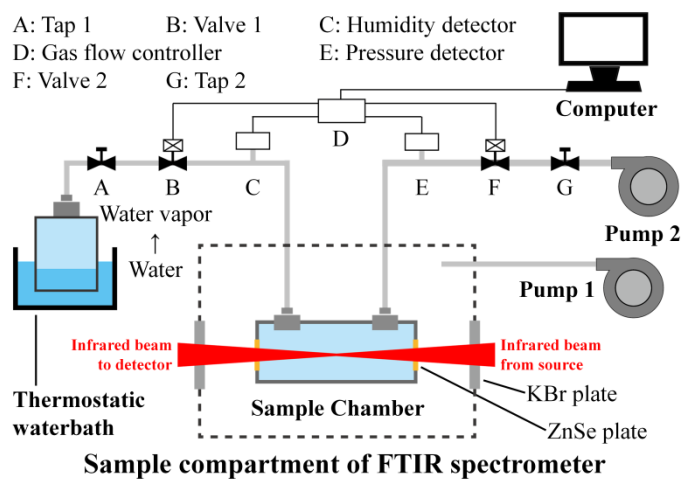 A: Tap 1 B: Valve 1 C: Humidity detector
D: Gas flow controller E: Pressure detector
F: Valve 2 G: Tap 2
Computer
D
A B C E F G
Water vapor
↑
Water
Pump 2
Pump 1
Infrared beam
to detector
Infrared beam
from source
Thermostatic
waterbath
Sample Chamber
KBr plate
ZnSe plate
Sample compartment of FTIR spectrometer